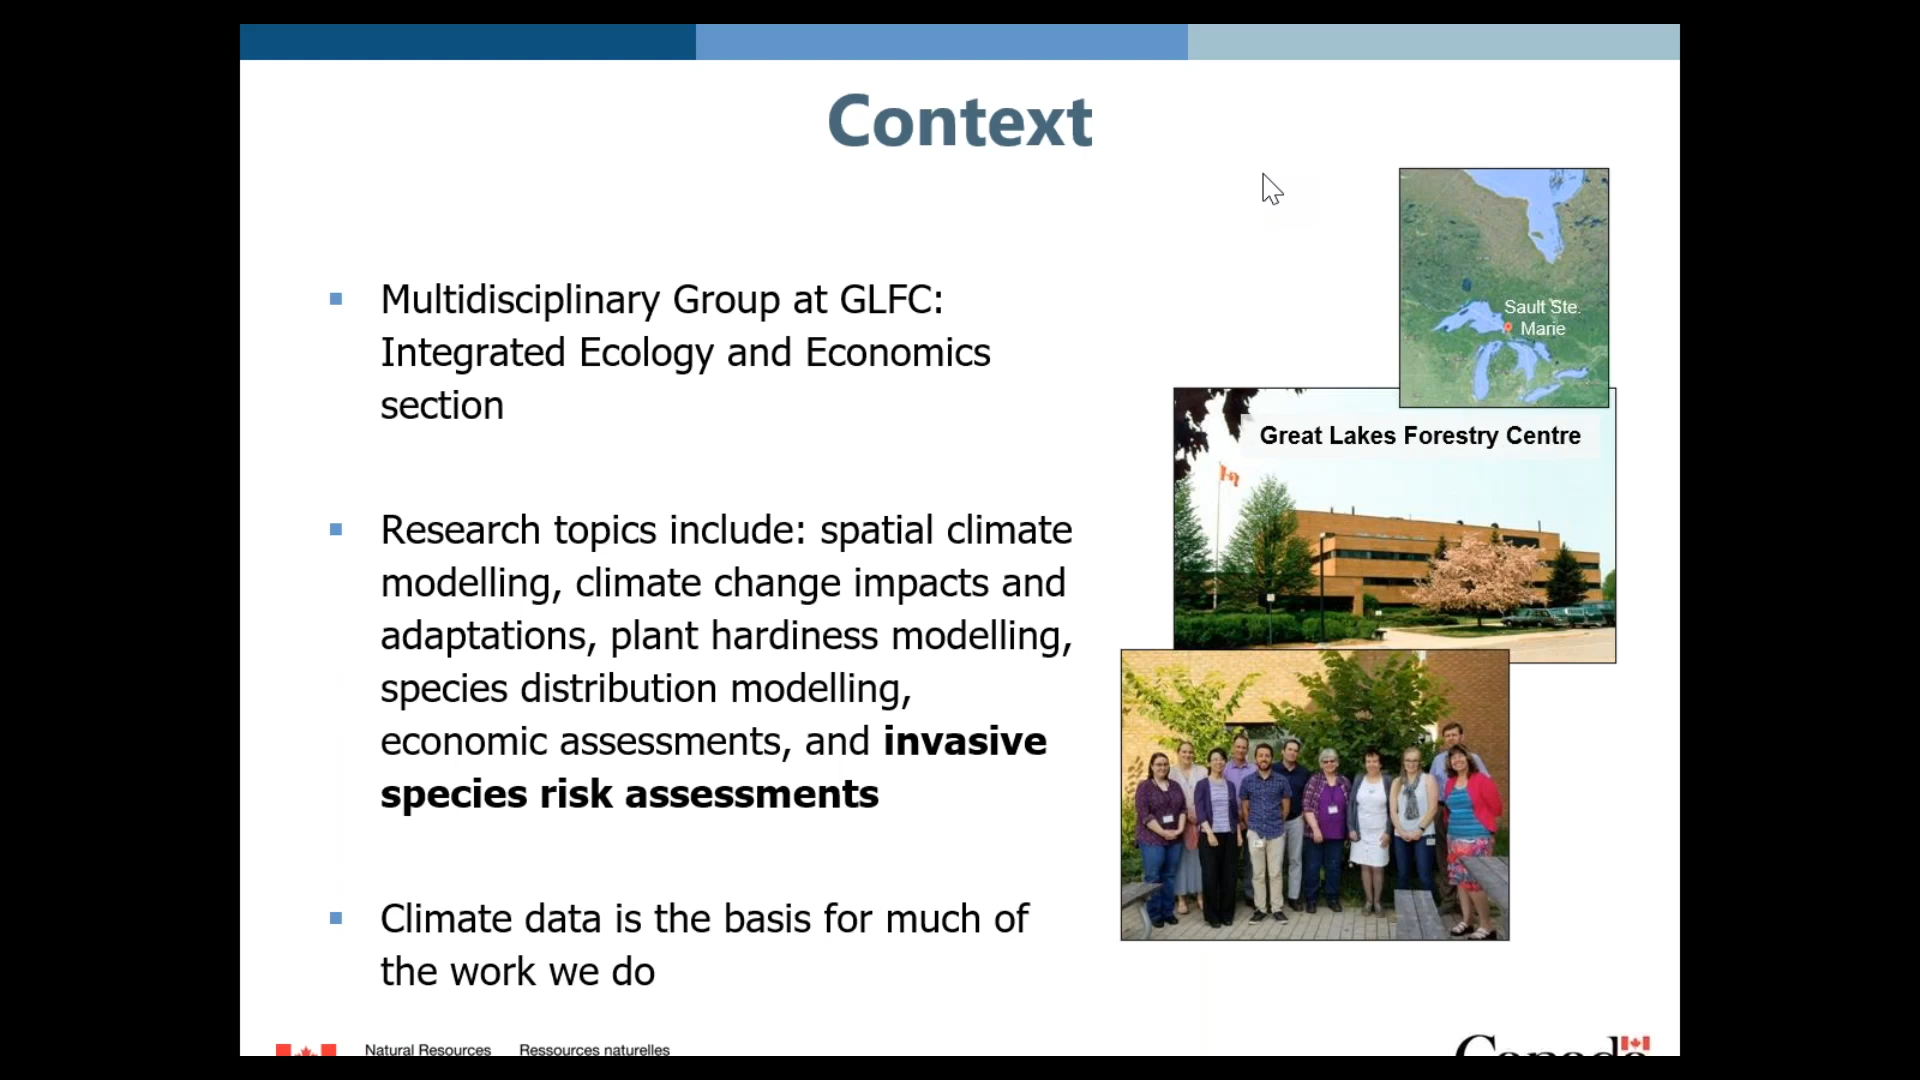 Context
Multidisciplinary Group at GLFC:
Integrated Ecology and Economics
section
Research topics include: spatial climate
modelling, climate change impacts and
adaptations, plant hardiness modelling,
species distribution modelling,
economic assessments, and invasive
species risk assessments
Climate data is the basis for much of
the work we do
Sault Ste.
Marie
Great Lakes Forestry Centre
Natural Resources Ressources naturelles
Canada